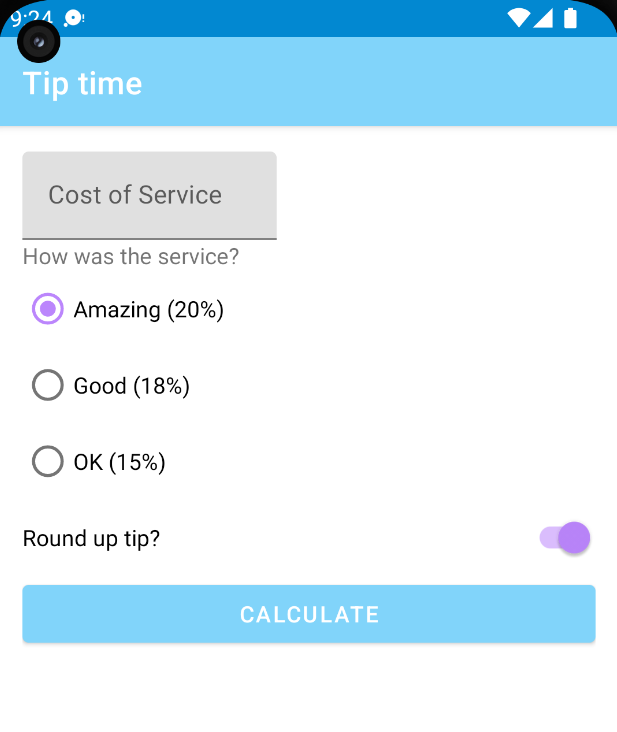 9:24
Tip time
Cost of Service
How was the service?
Amazing (20%)
Good (18%)
OK (15%)
Round up tip?
CALCULATE